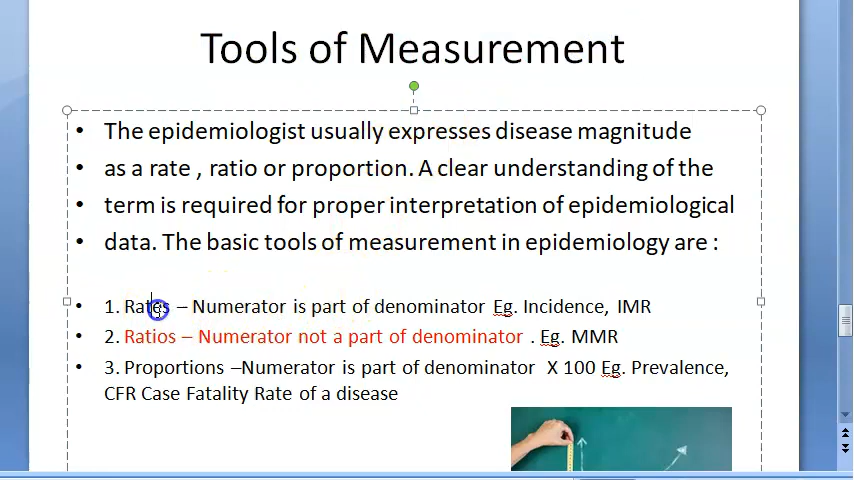 Tools of Measurement
• The epidemiologist usually expresses disease magnitude
• as a rate , ratio or proportion. A clear understanding of the
• term is required for proper interpretation of epidemiological
• data. The basic tools of measurement in epidemiology are :
• 1. Rates – Numerator is part of denominator Eg. Incidence, IMR
• 2. Ratios – Numerator not a part of denominator . Eg. MMR
• 3. Proportions –Numerator is part of denominator X 100 Eg. Prevalence,
CFR Case Fatality Rate of a disease